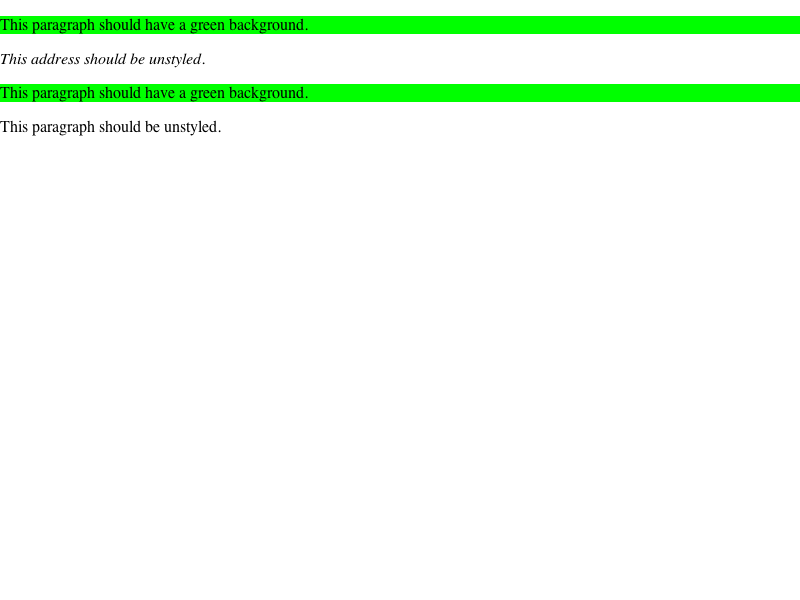 This paragraph should have a green background.
This address should be unstyled.
This paragraph should have a green background.
This paragraph should be unstyled.